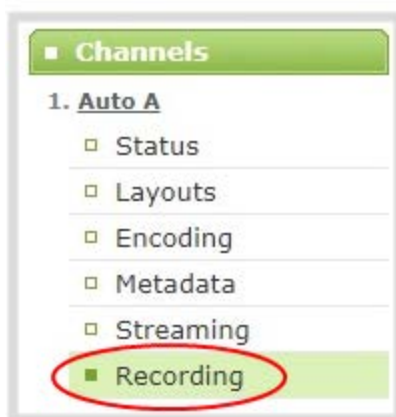 Channels
1. Auto A
Status
Layouts
Encoding
Metadata
Streaming
Recording